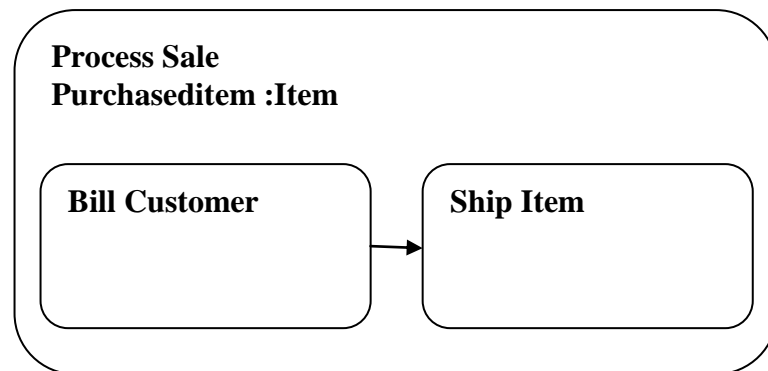 Process Sale
Purchaseditem :Item
Bill Customer
Ship Item